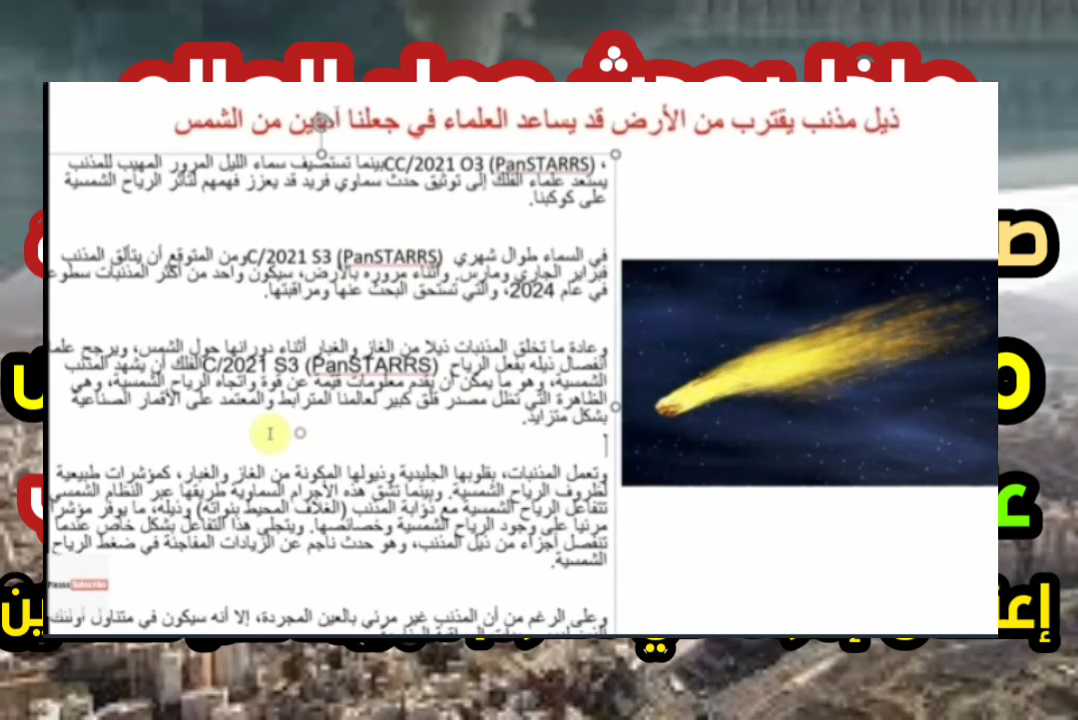 ماذا يحدث حول العالم
ذيل مذنب يقترب من الأرض قد يساعد العلماء في جعلنا آمنين من الشمس
بينما تستضيف سماء الليل المرور المهيب للمذنب CC/2021 O3 (PanSTARRS) ،
يستعد علماء الفلك إلى توثيق حدث سماوي فريد قد يعزز فهمهم لتأثر الرياح الشمسية
على كوكبنا.
ومن المتوقع أن يتألق المذنب C/2021 S3 (PanSTARRS) في السماء طوال شهري
فبراير الجاري ومارس. وأثناء مروره بالأرض، سيكون واحد من أكثر المذنبات سطوع
في عام 2024، والتي تستحق البحث عنها ومراقبتها.
وعادة ما تخلق المذنبات ذيلا من الغاز والغبار أثناء دورانها حول الشمس، ويرجح علم
الفلك أن يشهد المذنب C/2021 S3 (PanSTARRS) انفصال ذيله بفعل الرياح
الشمسية، وهو ما يمكن أن يقدم معلومات قيمة عن قوة واتجاه الرياح الشمسية، وهي
الظاهرة التي تظل مصدر قلق كبير لعالمنا المترابط والمعتمد على الأقمار الصناعية
بشكل متزايد.
وتعمل المذنبات، بقلوبها الجليدية وذيولها المكونة من الغاز والغبار، كمؤشرات طبيعية
لظروف الرياح الشمسية. وبينما تشق هذه الأجرام السماوية طريقها عبر النظام الشمسي
تتفاعل الرياح الشمسية مع ذؤابة المذنب (الغلاف المحيط بنواته) وذيله، ما يوفر مؤشرا
مرئيا على وجود الرياح الشمسية وخصائصها. ويتجلى هذا التفاعل بشكل خاص عندما
تنفصل أجزاء من ذيل المذنب، وهو حدث ناجم عن الزيادات المفاجئة في ضغط الرياح
الشمسية.
Subscribe
وعلى الرغم من أن المذنب غير مرئي بالعين المجردة، إلا أنه سيكون في متناول أولئك